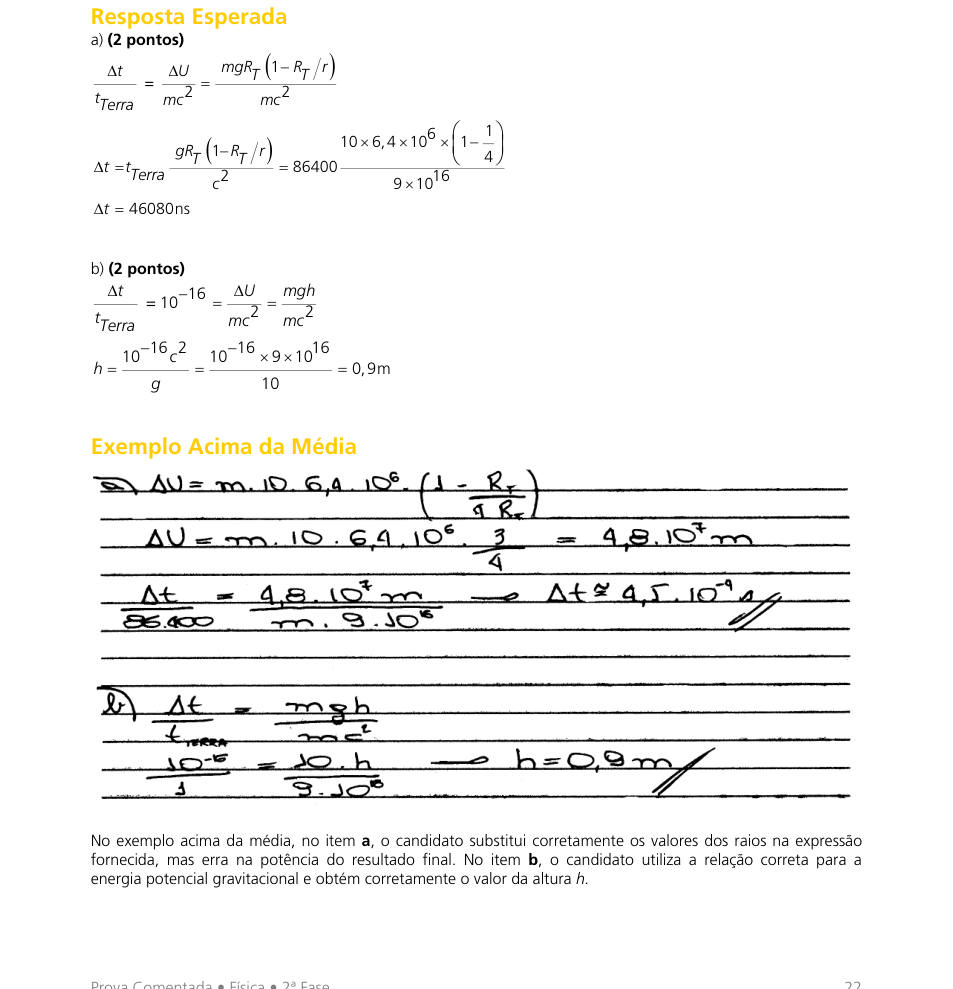 Resposta Esperada
a) (2 pontos)
Δt/t_Terra = ΔU/mc² = mgR_T (1 – R_T/r)/mc²
Δt = t_Terra gR_T (1–R_T/r)/c² = 86400 10 × 6,4 × 10⁶ × (1 – 1/4)/9 × 10¹⁶
Δt = 46080 ns
b) (2 pontos)
Δt/t_Terra = 10⁻¹⁶ = ΔU/mc² = mgh/mc²
h = 10⁻¹⁶c²/g = 10⁻¹⁶ × 9 × 10¹⁶/10 = 0,9 m
Exemplo Acima da Média
a) ΔU = m. 10. 6,4. 10⁶. (1 - R_T/4 R_T)
ΔU = m. 10. 6,4. 10⁶. 3/4 = 4,8. 10⁷ m
Δt/86.400 = 4,8. 10⁷ m/m. 9. 10¹⁶ → Δt ≅ 4,5. 10⁻⁹ s
b) Δt/t_TERRA = mgh/mc²
10⁻¹⁶/1 = 10. h/9. 10¹⁶ → h = 0,9 m
No exemplo acima da média, no item a, o candidato substitui corretamente os valores dos raios na expressão
fornecida, mas erra na potência do resultado final. No item b, o candidato utiliza a relação correta para a
energia potencial gravitacional e obtém corretamente o valor da altura h.
Prova Comentada • Física • 2ª Fase 22